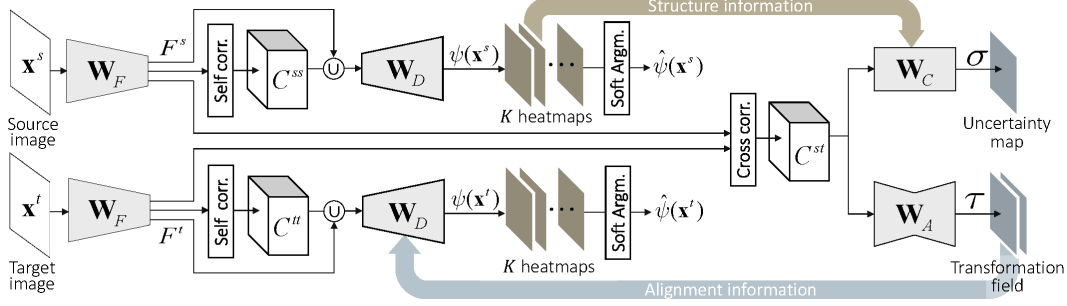 Structure information
x^s
W_F
F^s
Self corr.
C^{ss}
∪
W_D
ψ(x^s)
K heatmaps
Soft Argm.
ψ̂(x^s)
Source
image
Cross corr.
C^{st}
W_C
σ
Uncertainty
map
x^t
W_F
F^t
Self corr.
C^{tt}
∪
W_D
ψ(x^t)
K heatmaps
Soft Argm.
ψ̂(x^t)
Target
image
W_A
τ
Transformation
field
Alignment information